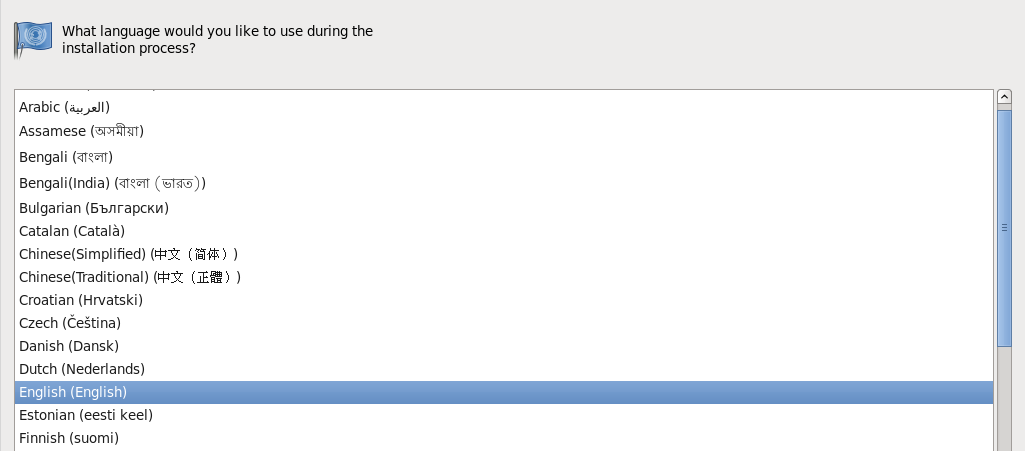 What language would you like to use during the
installation process?
Arabic (العربية)
Assamese (অসমীয়া)
Bengali (বাংলা)
Bengali(India) (বাংলা (ভারত))
Bulgarian (Български)
Catalan (Català)
Chinese(Simplified) (中文（简体）)
Chinese(Traditional) (中文（正體）)
Croatian (Hrvatski)
Czech (Čeština)
Danish (Dansk)
Dutch (Nederlands)
English (English)
Estonian (eesti keel)
Finnish (suomi)